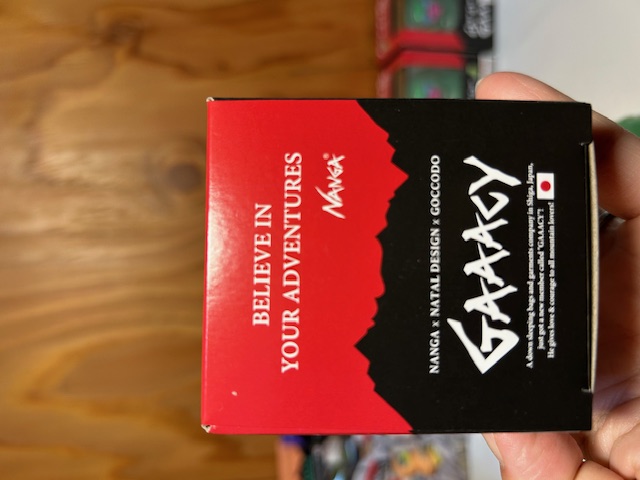 BELIEVE IN
YOUR ADVENTURES
NANGA®
NANGA x NATAL DESIGN x GOCCODO
GAAACY
A down sleeping bags and garments company in Shiga, Japan,
just got a new member called "GAAACY"!
He gives love & courage to all mountain lovers!